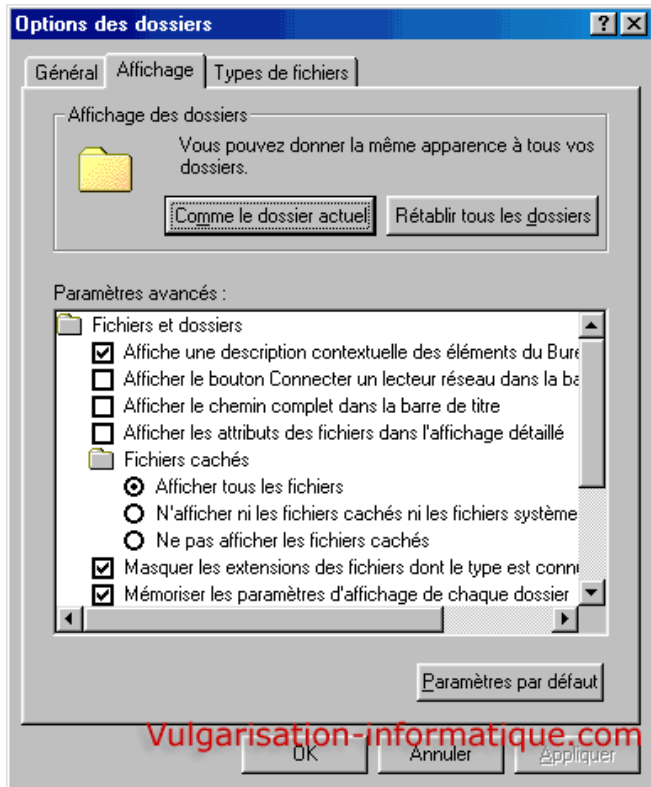 Options des dossiers
Général Affichage Types de fichiers
Affichage des dossiers
Vous pouvez donner la même apparence à tous vos
dossiers.
Comme le dossier actuel Rétablir tous les dossiers
Paramètres avancés :
Fichiers et dossiers
Affiche une description contextuelle des éléments du Bure
Afficher le bouton Connecter un lecteur réseau dans la ba
Afficher le chemin complet dans la barre de titre
Afficher les attributs des fichiers dans l'affichage détaillé
Fichiers cachés
Afficher tous les fichiers
N'afficher ni les fichiers cachés ni les fichiers système
Ne pas afficher les fichiers cachés
Masquer les extensions des fichiers dont le type est connu
Mémoriser les paramètres d'affichage de chaque dossier
Paramètres par défaut
Vulgarisation-informatique.com
OK Annuler Appliquer